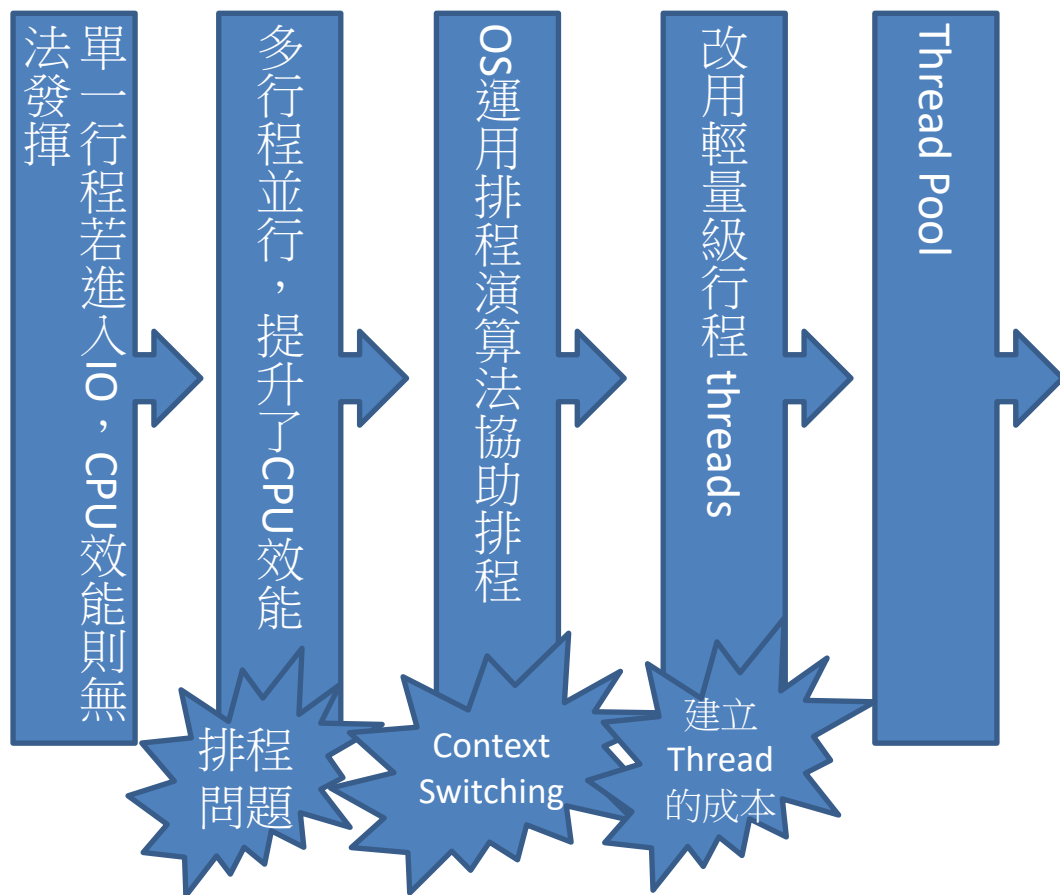 單一行程若進入IO，CPU效能則無
法發揮
多行程並行，提升了CPU效能
排程
問題
OS運用排程演算法協助排程
Context
Switching
改用輕量級行程 threads
建立
Thread
的成本
Thread Pool